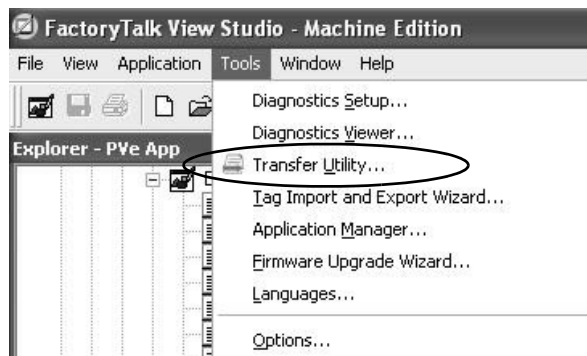 FactoryTalk View Studio - Machine Edition
File View Application Tools Window Help
Diagnostics Setup...
Diagnostics Viewer...
Explorer - PVe App
Transfer Utility...
Tag Import and Export Wizard...
Application Manager...
Firmware Upgrade Wizard...
Languages...
Options...